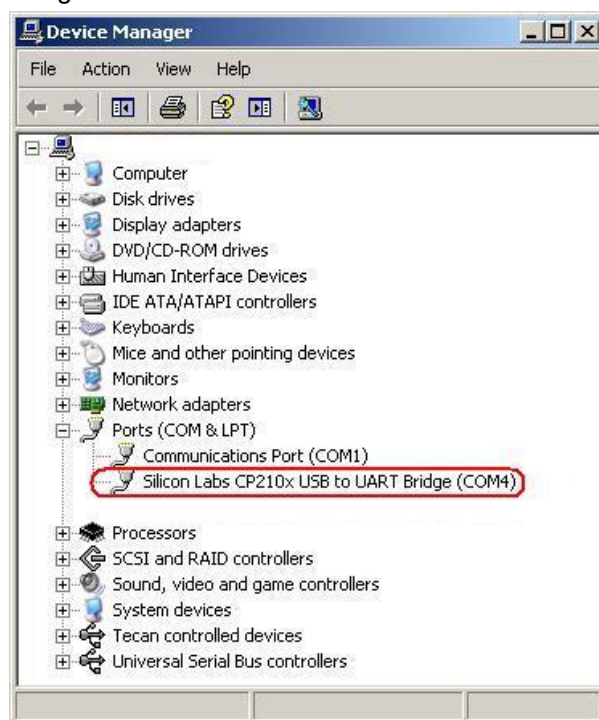 Device Manager
File Action View Help
Computer
Disk drives
Display adapters
DVD/CD-ROM drives
Human Interface Devices
IDE ATA/ATAPI controllers
Keyboards
Mice and other pointing devices
Monitors
Network adapters
Ports (COM & LPT)
Communications Port (COM1)
Silicon Labs CP210x USB to UART Bridge (COM4)
Processors
SCSI and RAID controllers
Sound, video and game controllers
System devices
Tecan controlled devices
Universal Serial Bus controllers